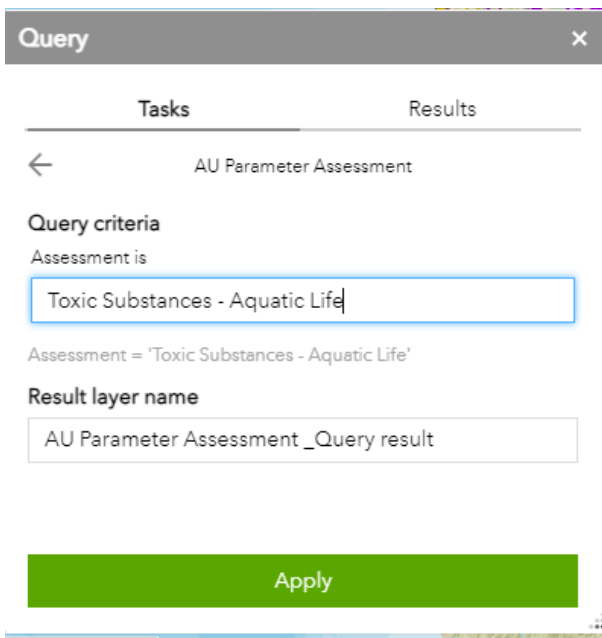 Query ×
Tasks Results
AU Parameter Assessment
Query criteria
Assessment is
Toxic Substances - Aquatic Life
Assessment = 'Toxic Substances - Aquatic Life'
Result layer name
AU Parameter Assessment _Query result
Apply